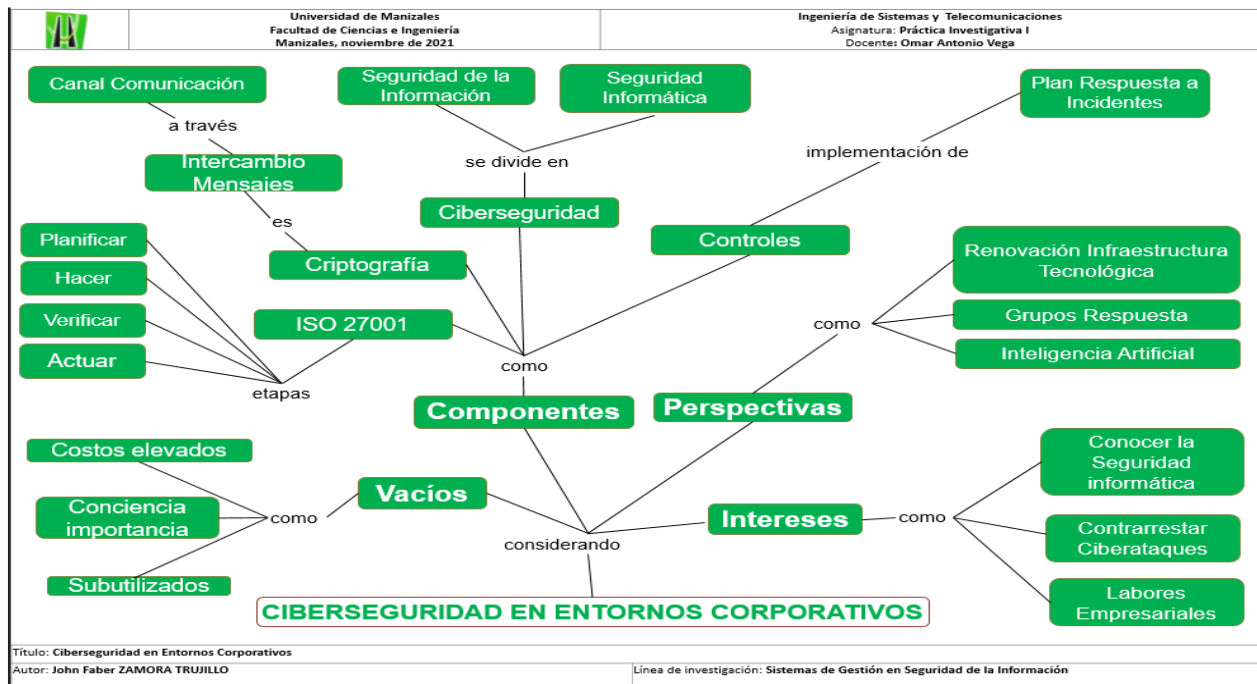 Universidad de Manizales
Facultad de Ciencias e Ingeniería
Manizales, noviembre de 2021
Ingeniería de Sistemas y Telecomunicaciones
Asignatura: Práctica Investigativa I
Docente: Omar Antonio Vega
Canal Comunicación
Seguridad de la
Información
Seguridad
Informática
Plan Respuesta a
Incidentes
a través
se divide en
implementación de
Intercambio
Mensajes
es
Ciberseguridad
Controles
Criptografía
Planificar
Hacer
Verificar
Actuar
ISO 27001
etapas
como
Renovación Infraestructura
Tecnológica
Grupos Respuesta
Inteligencia Artificial
como
Componentes
Perspectivas
Costos elevados
Conciencia
importancia
Subutilizados
como
Vacíos
Intereses
como
Conocer la
Seguridad
informática
Contrarrestar
Ciberataques
Labores
Empresariales
considerando
CIBERSEGURIDAD EN ENTORNOS CORPORATIVOS
Título: Ciberseguridad en Entornos Corporativos
Autor: John Faber ZAMORA TRUJILLO
Línea de investigación: Sistemas de Gestión en Seguridad de la Información